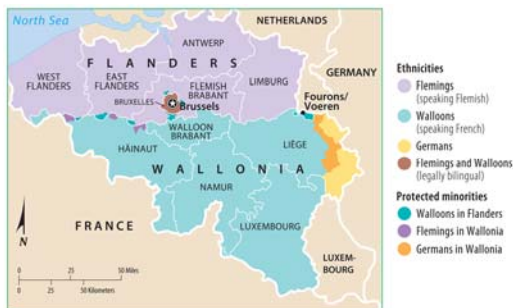 North Sea
NETHERLANDS
ANTWERP
FLANDERS
WEST
FLANDERS
EAST
FLANDERS
FLEMISH
BRABANT
LIMBURG
GERMANY
BRUXELLES
Brussels
Fourons/
Voeren
WALLOON
BRABANT
LIÈGE
HÁINAUT
WALLONIA
NAMUR
FRANCE
LUXEMBOURG
LUXEM-
BOURG
N
0 25 50 Miles
0 25 50 Kilometers
Ethnicities
Flemings
(speaking Flemish)
Walloons
(speaking French)
Germans
Flemings and Walloons
(legally bilingual)
Protected minorities
Walloons in Flanders
Flemings in Wallonia
Germans in Wallonia